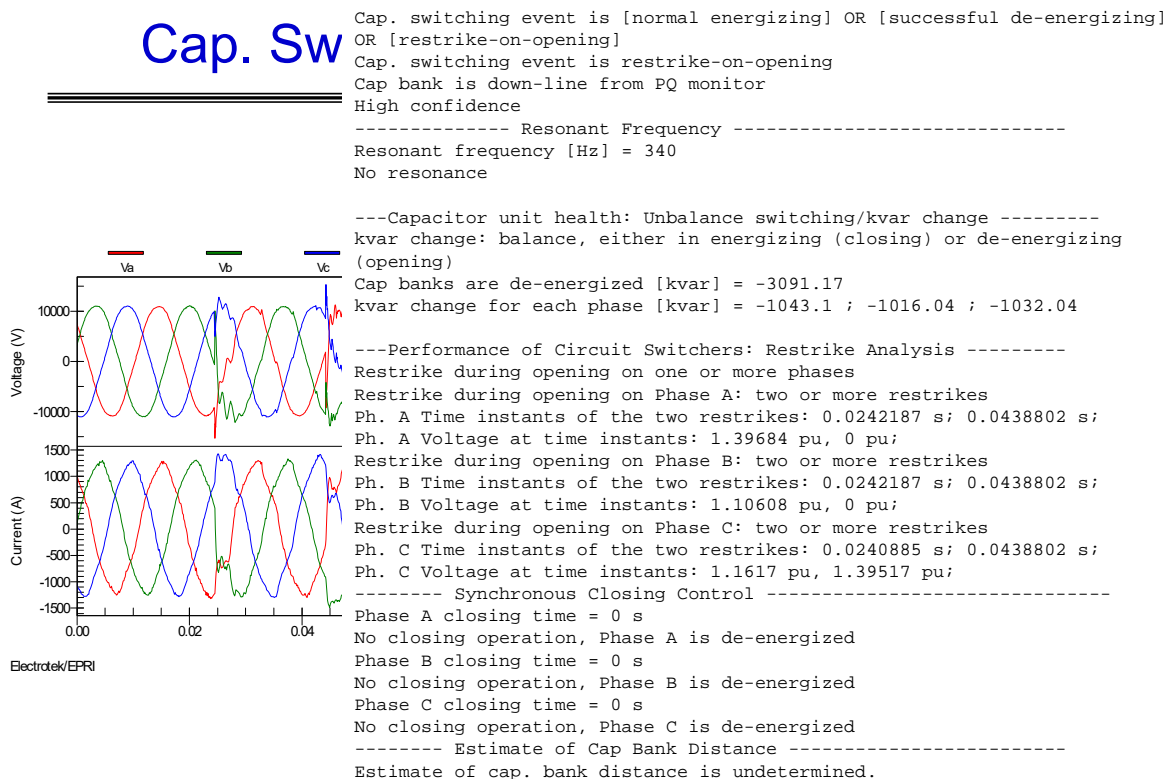 Cap. Sw
Cap. switching event is [normal energizing] OR [successful de-energizing]
OR [restrike-on-opening]
Cap. switching event is restrike-on-opening
Cap bank is down-line from PQ monitor
High confidence
-------------- Resonant Frequency ------------------------------
Resonant frequency [Hz] = 340
No resonance
---Capacitor unit health: Unbalance switching/kvar change ---------
kvar change: balance, either in energizing (closing) or de-energizing
(opening)
Cap banks are de-energized [kvar] = -3091.17
kvar change for each phase [kvar] = -1043.1 ; -1016.04 ; -1032.04
---Performance of Circuit Switchers: Restrike Analysis ---------
Restrike during opening on one or more phases
Restrike during opening on Phase A: two or more restrikes
Ph. A Time instants of the two restrikes: 0.0242187 s; 0.0438802 s;
Ph. A Voltage at time instants: 1.39684 pu, 0 pu;
Restrike during opening on Phase B: two or more restrikes
Ph. B Time instants of the two restrikes: 0.0242187 s; 0.0438802 s;
Ph. B Voltage at time instants: 1.10608 pu, 0 pu;
Restrike during opening on Phase C: two or more restrikes
Ph. C Time instants of the two restrikes: 0.0240885 s; 0.0438802 s;
Ph. C Voltage at time instants: 1.1617 pu, 1.39517 pu;
-------- Synchronous Closing Control -------------------------------
Phase A closing time = 0 s
No closing operation, Phase A is de-energized
Phase B closing time = 0 s
No closing operation, Phase B is de-energized
Phase C closing time = 0 s
No closing operation, Phase C is de-energized
-------- Estimate of Cap Bank Distance -------------------------
Estimate of cap. bank distance is undetermined.
Va Vb Vc
Voltage (V)
10000
0
-10000
Current (A)
1500
1000
500
0
-500
-1000
-1500
0.00 0.02 0.04
Electrotek/EPRI